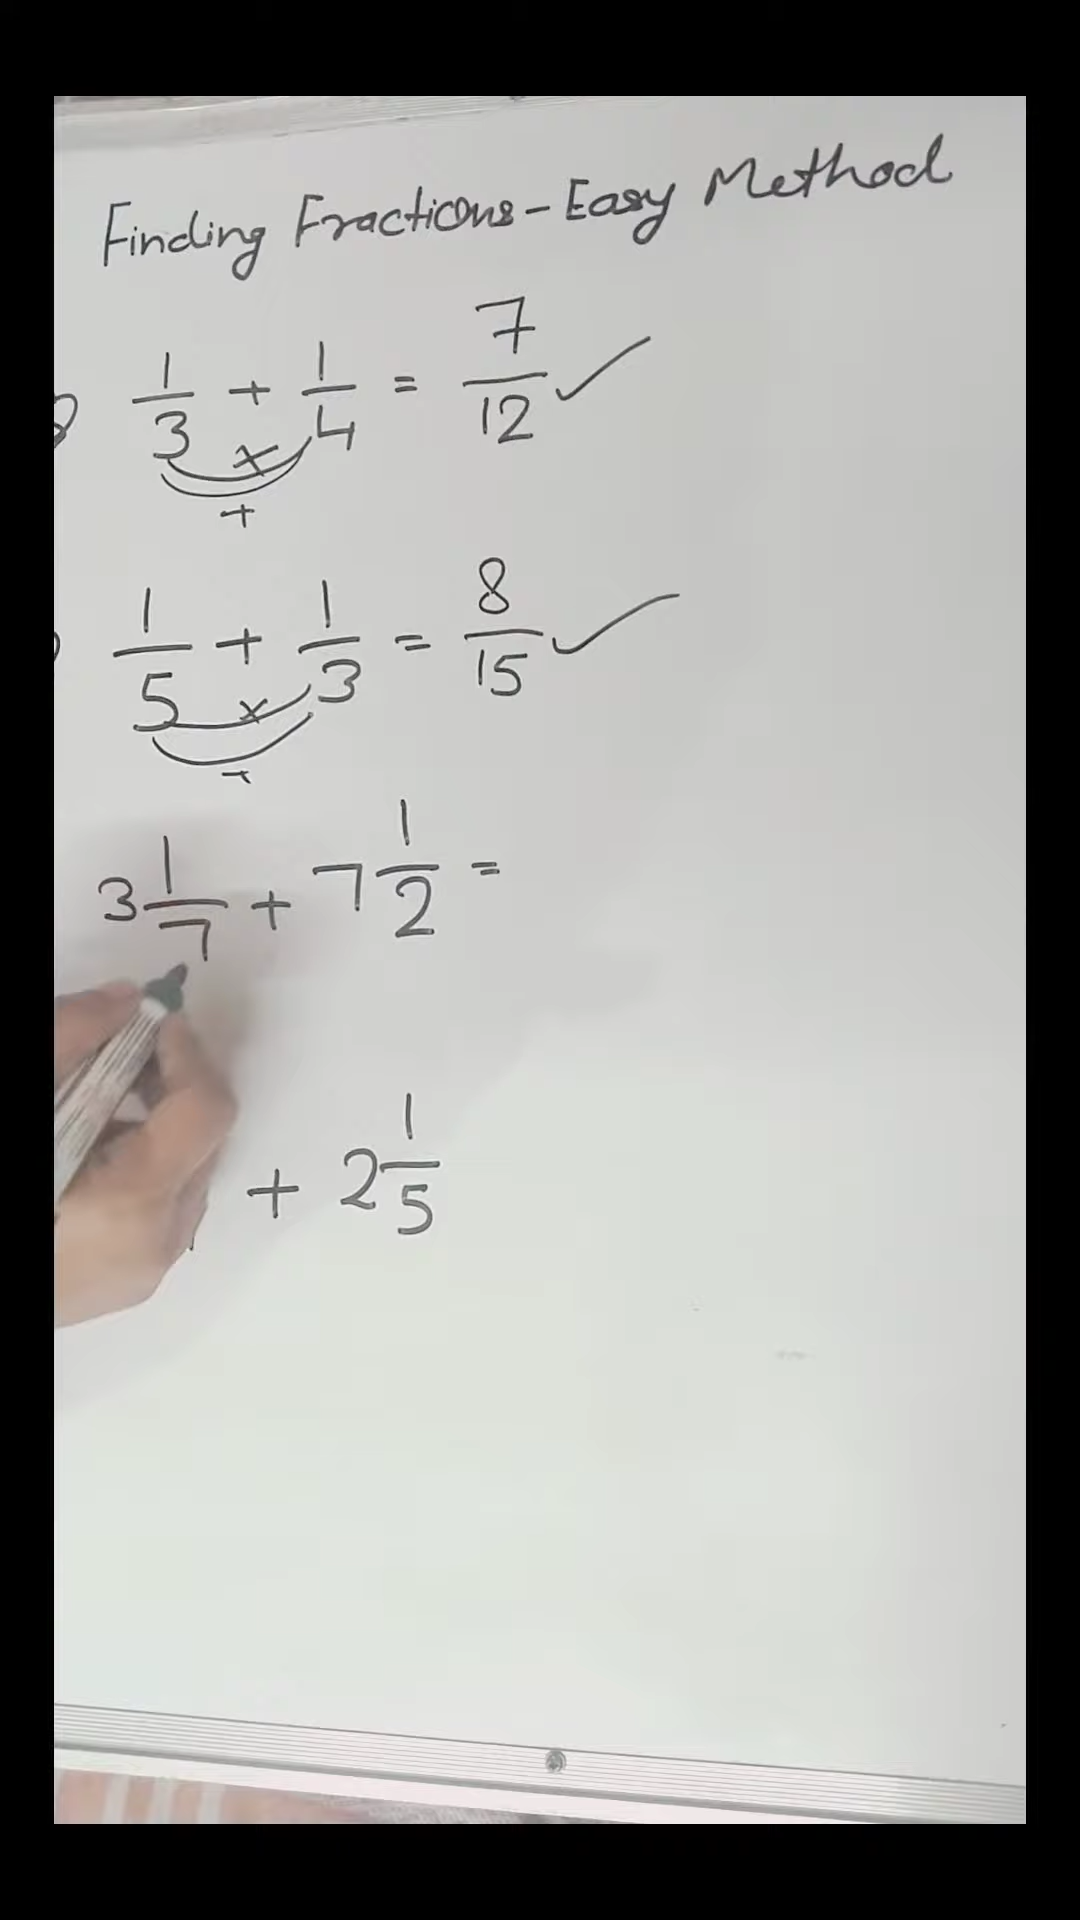 Finding Fractions - Easy Method
1/3 + 1/4 = 7/12 ✓
×
+
1/5 + 1/3 = 8/15 ✓
×
+
3 1/7 + 7 1/2 =
+ 2 1/5